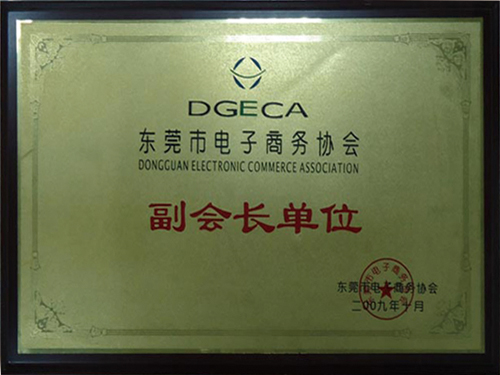 DGECA
东莞市电子商务协会
DONGGUAN ELECTRONIC COMMERCE ASSOCIATION
副会长单位
东莞市电子商务协会
二00九年十月